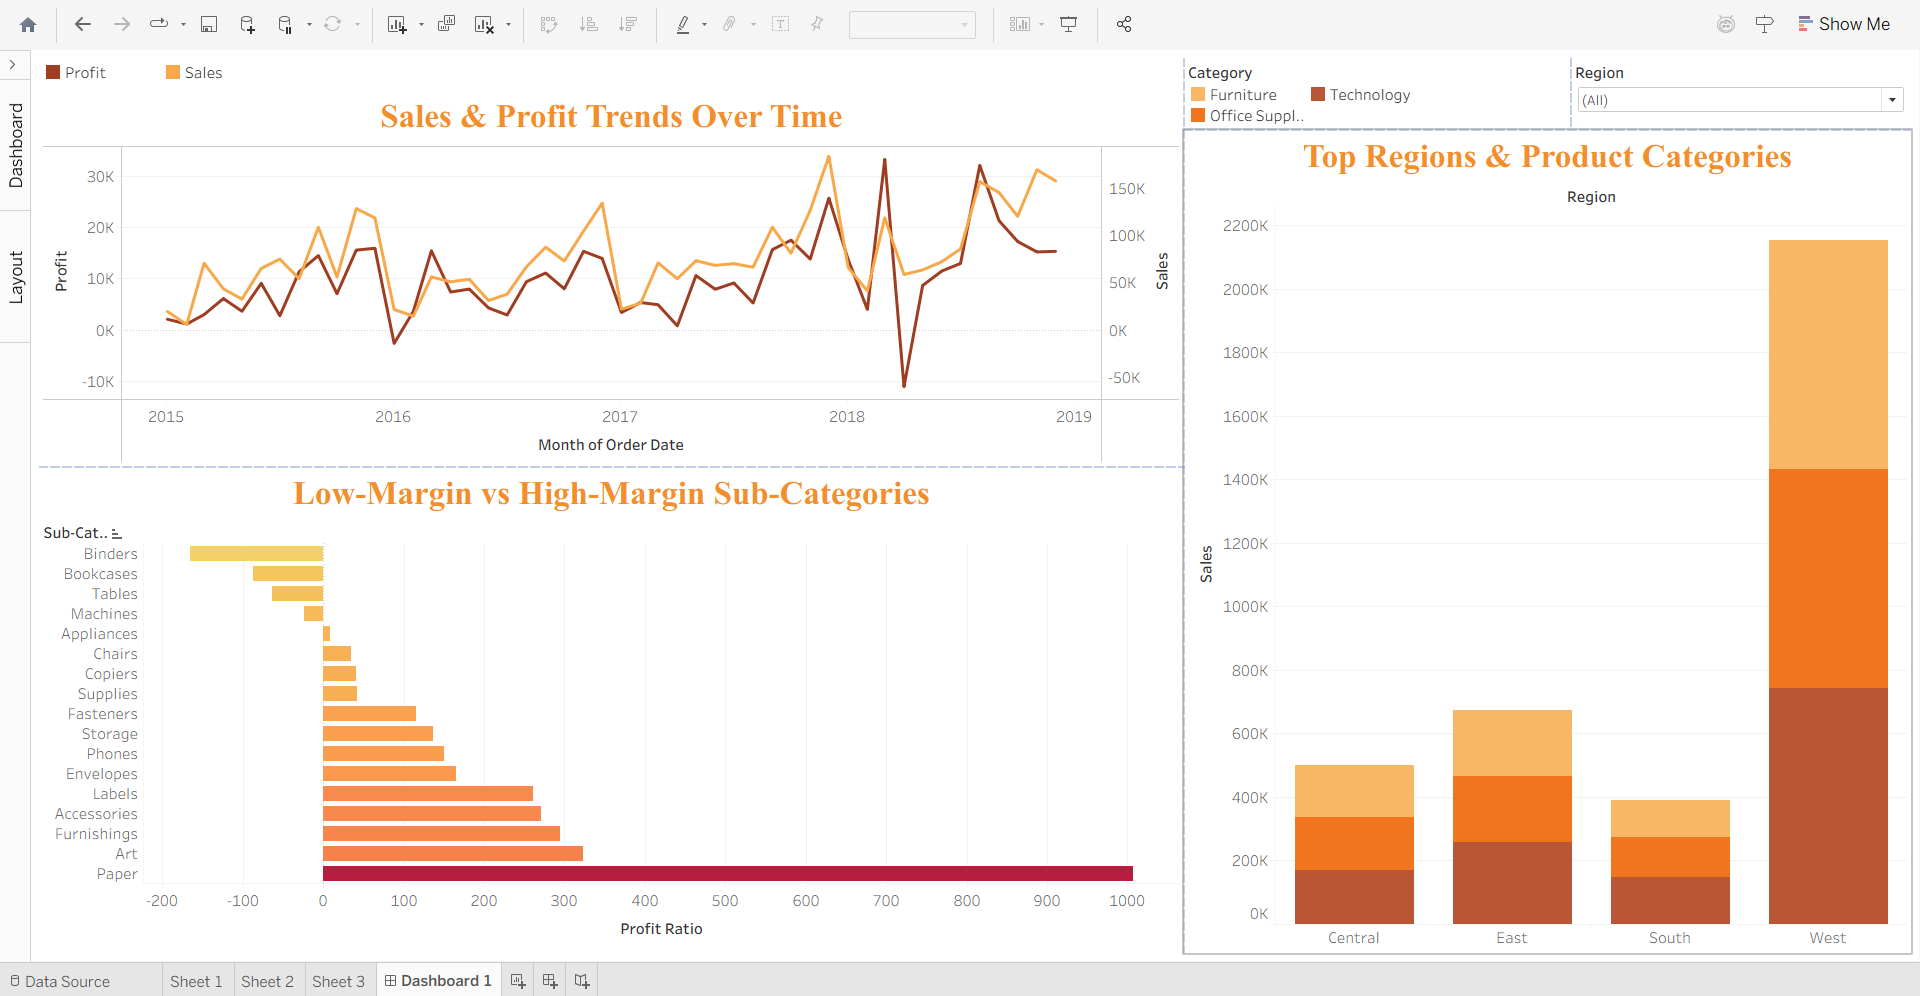 Show Me
Dashboard
Layout
Profit
Sales
Sales & Profit Trends Over Time
30K
20K
10K
0K
-10K
Profit
150K
100K
50K
0K
-50K
Sales
2015
2016
2017
2018
2019
Month of Order Date
Low-Margin vs High-Margin Sub-Categories
Sub-Cat..
Binders
Bookcases
Tables
Machines
Appliances
Chairs
Copiers
Supplies
Fasteners
Storage
Phones
Envelopes
Labels
Accessories
Furnishings
Art
Paper
-200
-100
0
100
200
300
400
500
600
700
800
900
1000
Profit Ratio
Category
Furniture
Technology
Office Suppl..
Region
(All)
Top Regions & Product Categories
Region
2200K
2000K
1800K
1600K
1400K
1200K
1000K
800K
600K
400K
200K
0K
Sales
Central
East
South
West
Data Source
Sheet 1
Sheet 2
Sheet 3
Dashboard 1